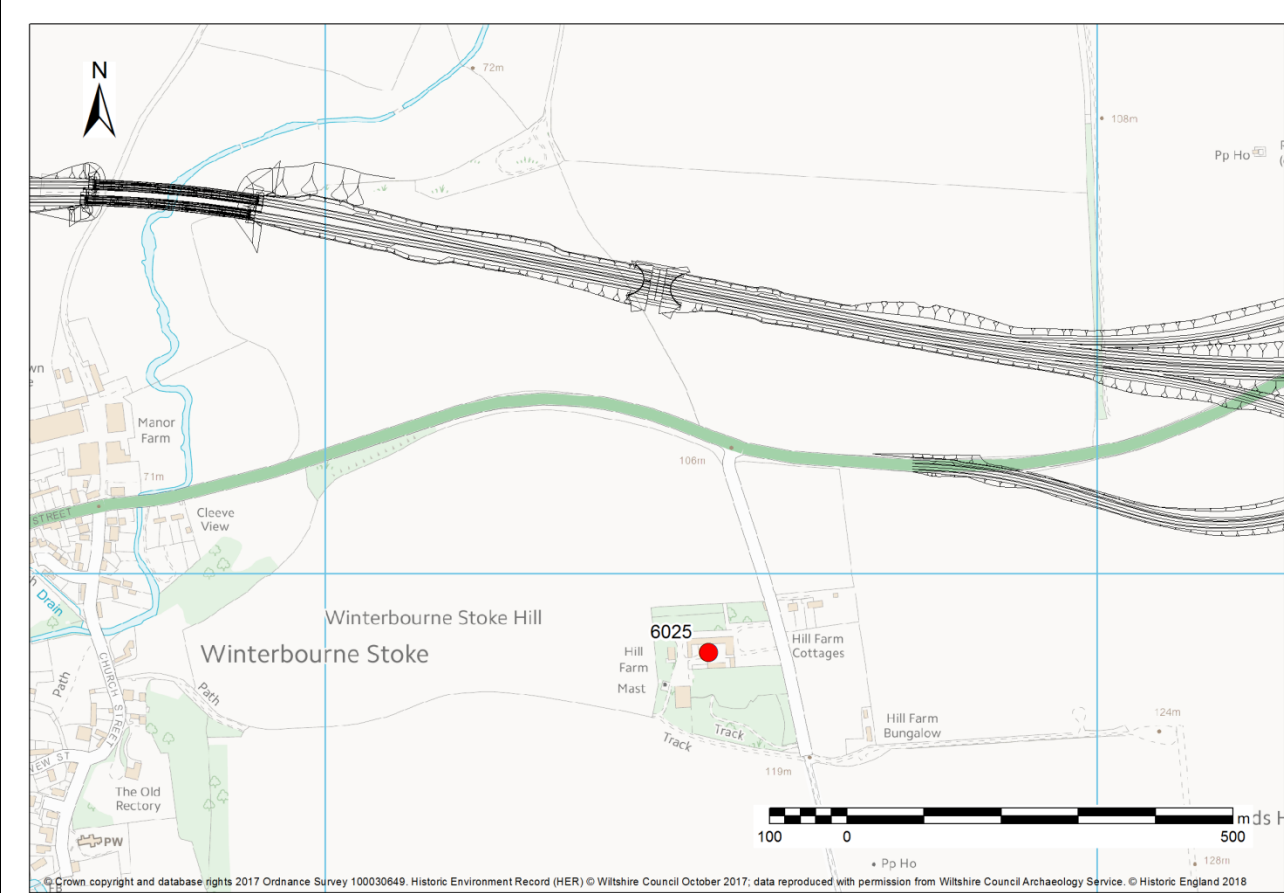 N
72m
108m
Pp Ho
Manor
Farm
71m
STREET
Cleeve
View
106m
Drain
Winterbourne Stoke Hill
Winterbourne Stoke
6025
Hill
Farm
Mast
Hill Farm
Cottages
CHURCH STREET
Path
Path
Track
Track
Hill Farm
Bungalow
124m
119m
NEW ST
The Old
Rectory
PW
100 0 500 m
Pp Ho
128m
© Crown copyright and database rights 2017 Ordnance Survey 100030649. Historic Environment Record (HER) © Wiltshire Council October 2017; data reproduced with permission from Wiltshire Council Archaeology Service. © Historic England 2018